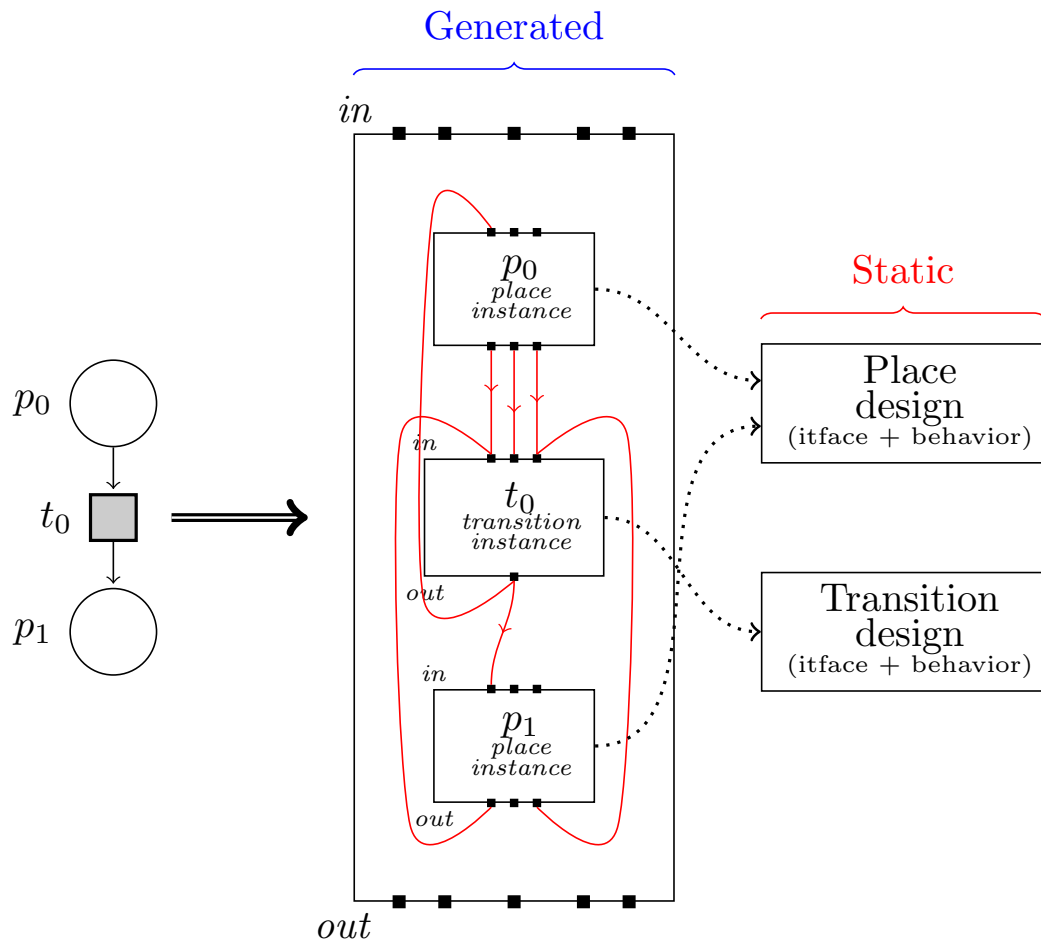 Generated
in
p0
place
instance
Static
p0
Place
design
(itface + behavior)
in
t0
transition
instance
t0
out
Transition
design
(itface + behavior)
p1
in
p1
place
instance
out
out